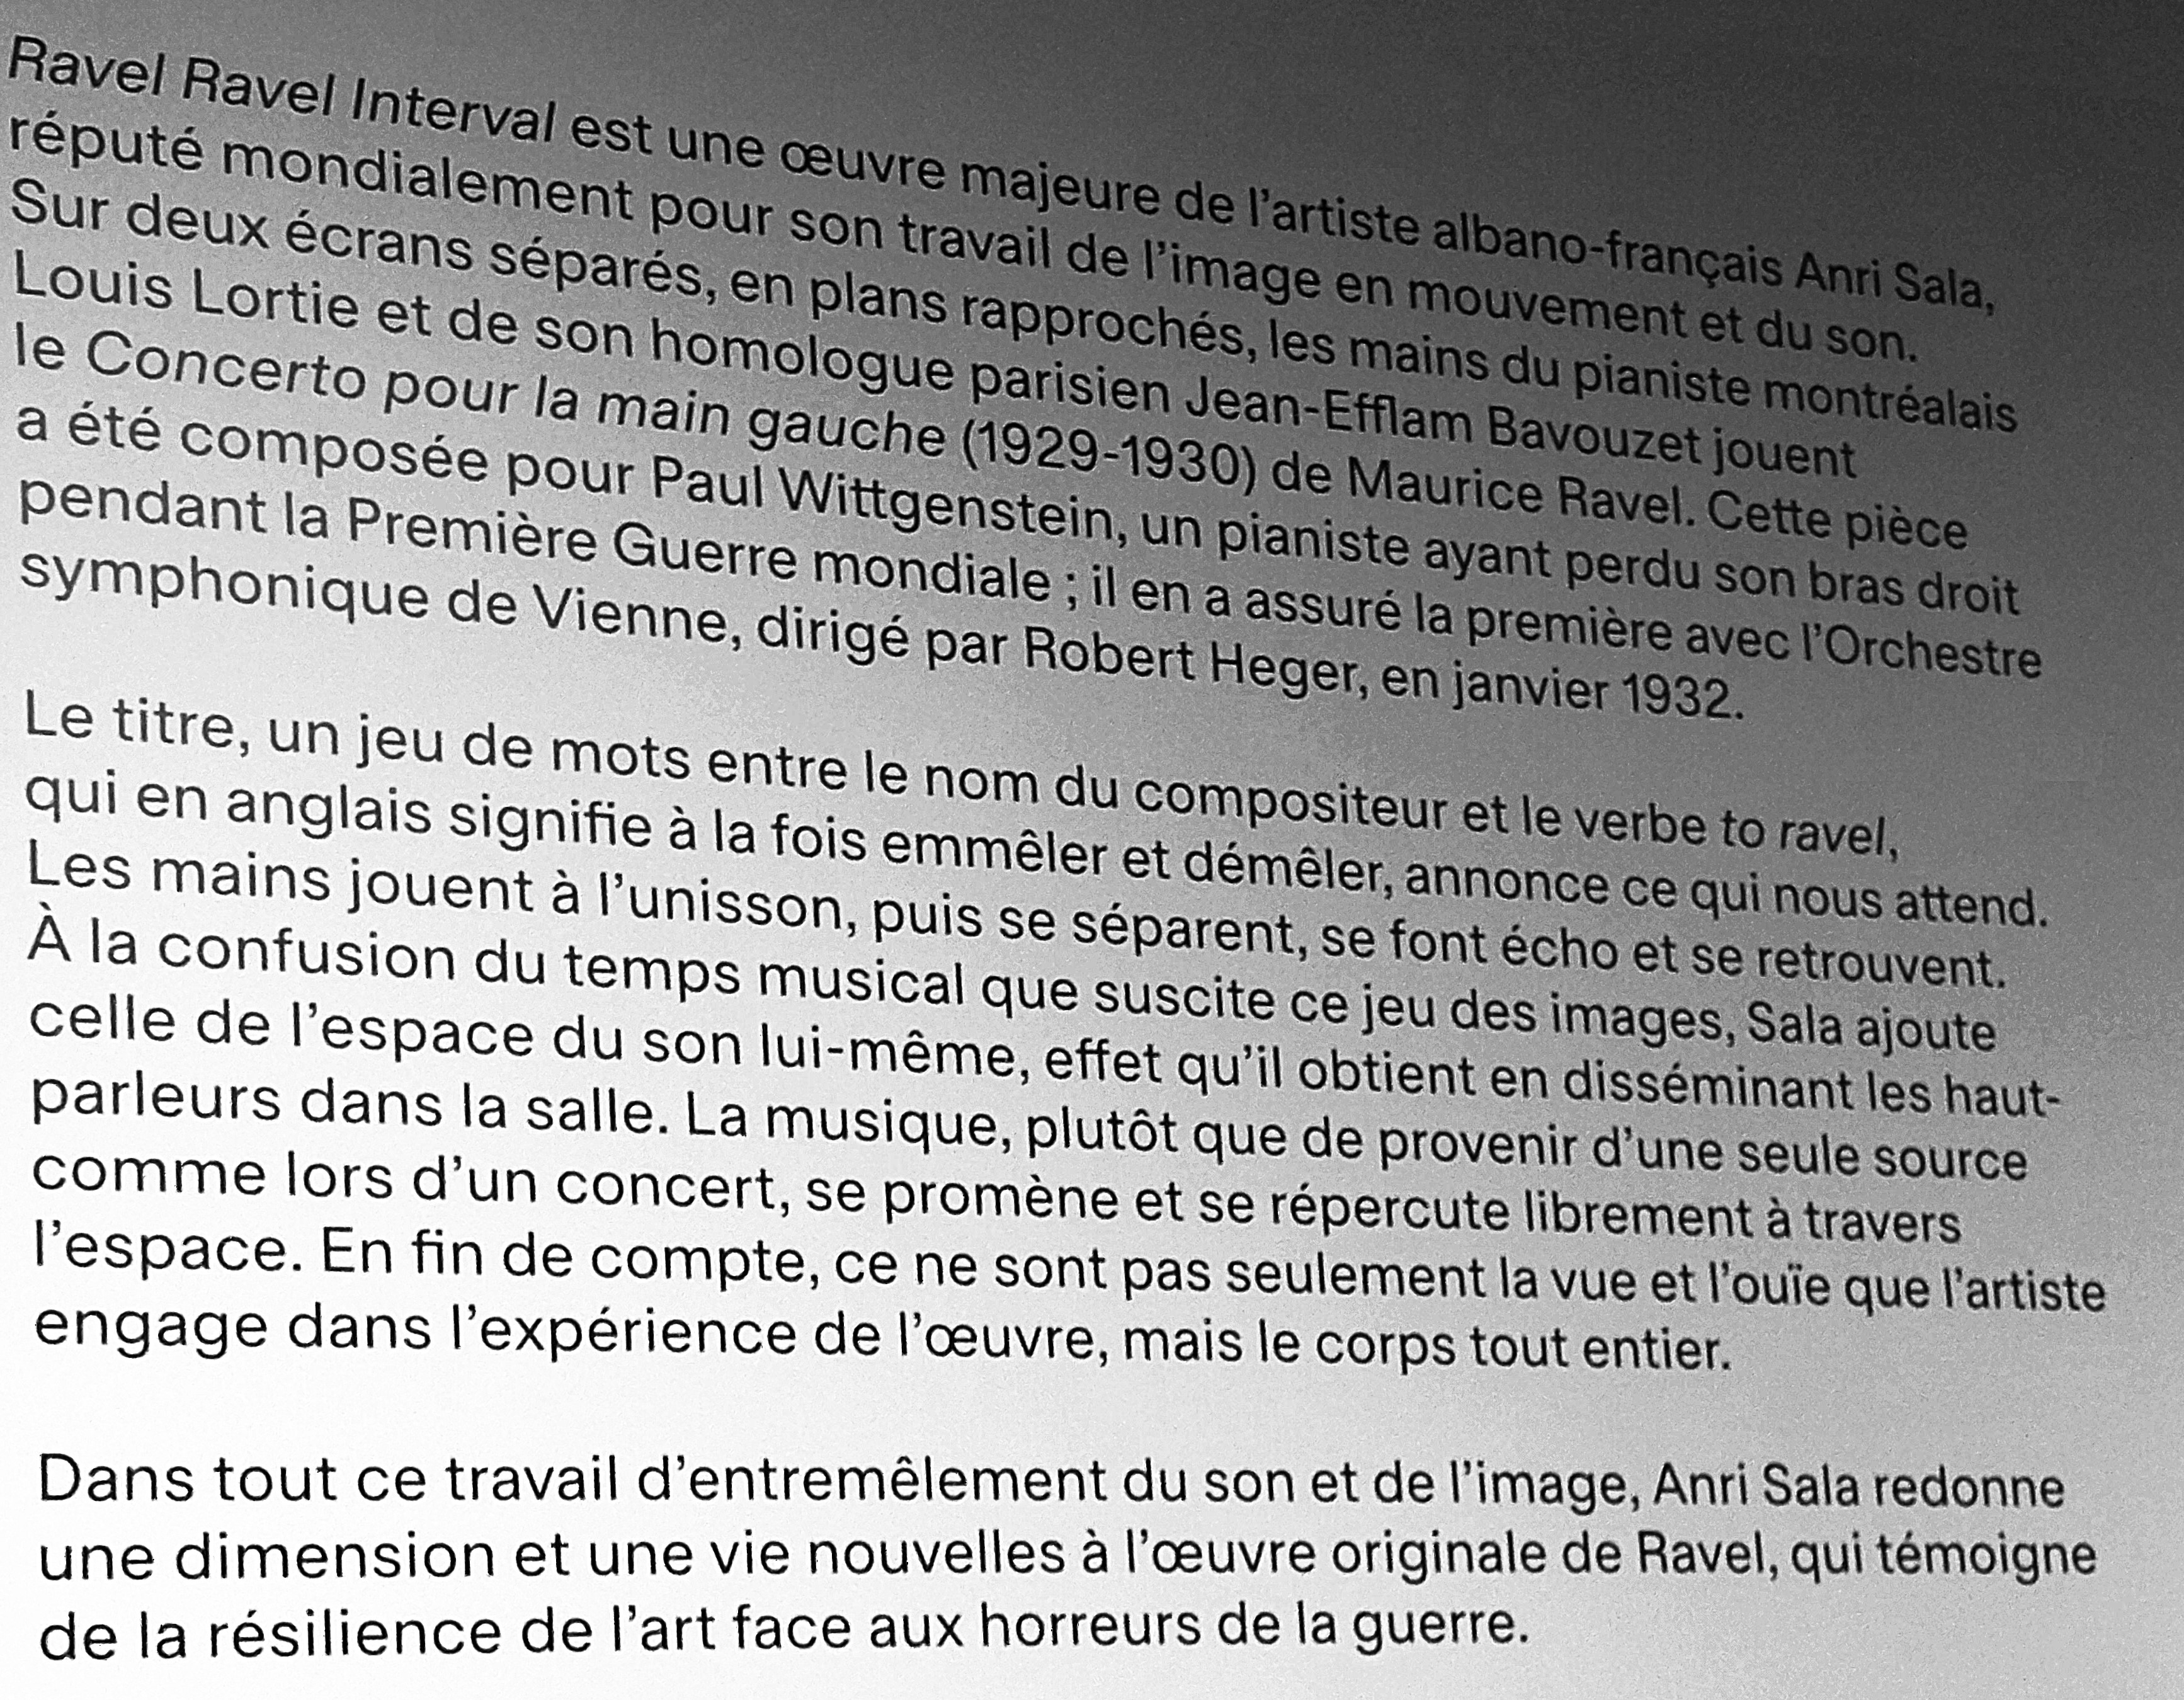 Ravel Ravel Interval est une œuvre majeure de l'artiste albano-français Anri Sala,
réputé mondialement pour son travail de l'image en mouvement et du son.
Sur deux écrans séparés, en plans rapprochés, les mains du pianiste montréalais
Louis Lortie et de son homologue parisien Jean-Efflam Bavouzet jouent
le Concerto pour la main gauche (1929-1930) de Maurice Ravel. Cette pièce
a été composée pour Paul Wittgenstein, un pianiste ayant perdu son bras droit
pendant la Première Guerre mondiale ; il en a assuré la première avec l'Orchestre
symphonique de Vienne, dirigé par Robert Heger, en janvier 1932.
Le titre, un jeu de mots entre le nom du compositeur et le verbe to ravel,
qui en anglais signifie à la fois emmêler et démêler, annonce ce qui nous attend.
Les mains jouent à l'unisson, puis se séparent, se font écho et se retrouvent.
À la confusion du temps musical que suscite ce jeu des images, Sala ajoute
celle de l'espace du son lui-même, effet qu'il obtient en disséminant les haut-
parleurs dans la salle. La musique, plutôt que de provenir d'une seule source
comme lors d'un concert, se promène et se répercute librement à travers
l'espace. En fin de compte, ce ne sont pas seulement la vue et l'ouïe que l'artiste
engage dans l'expérience de l'œuvre, mais le corps tout entier.
Dans tout ce travail d'entremêlement du son et de l'image, Anri Sala redonne
une dimension et une vie nouvelles à l'œuvre originale de Ravel, qui témoigne
de la résilience de l'art face aux horreurs de la guerre.